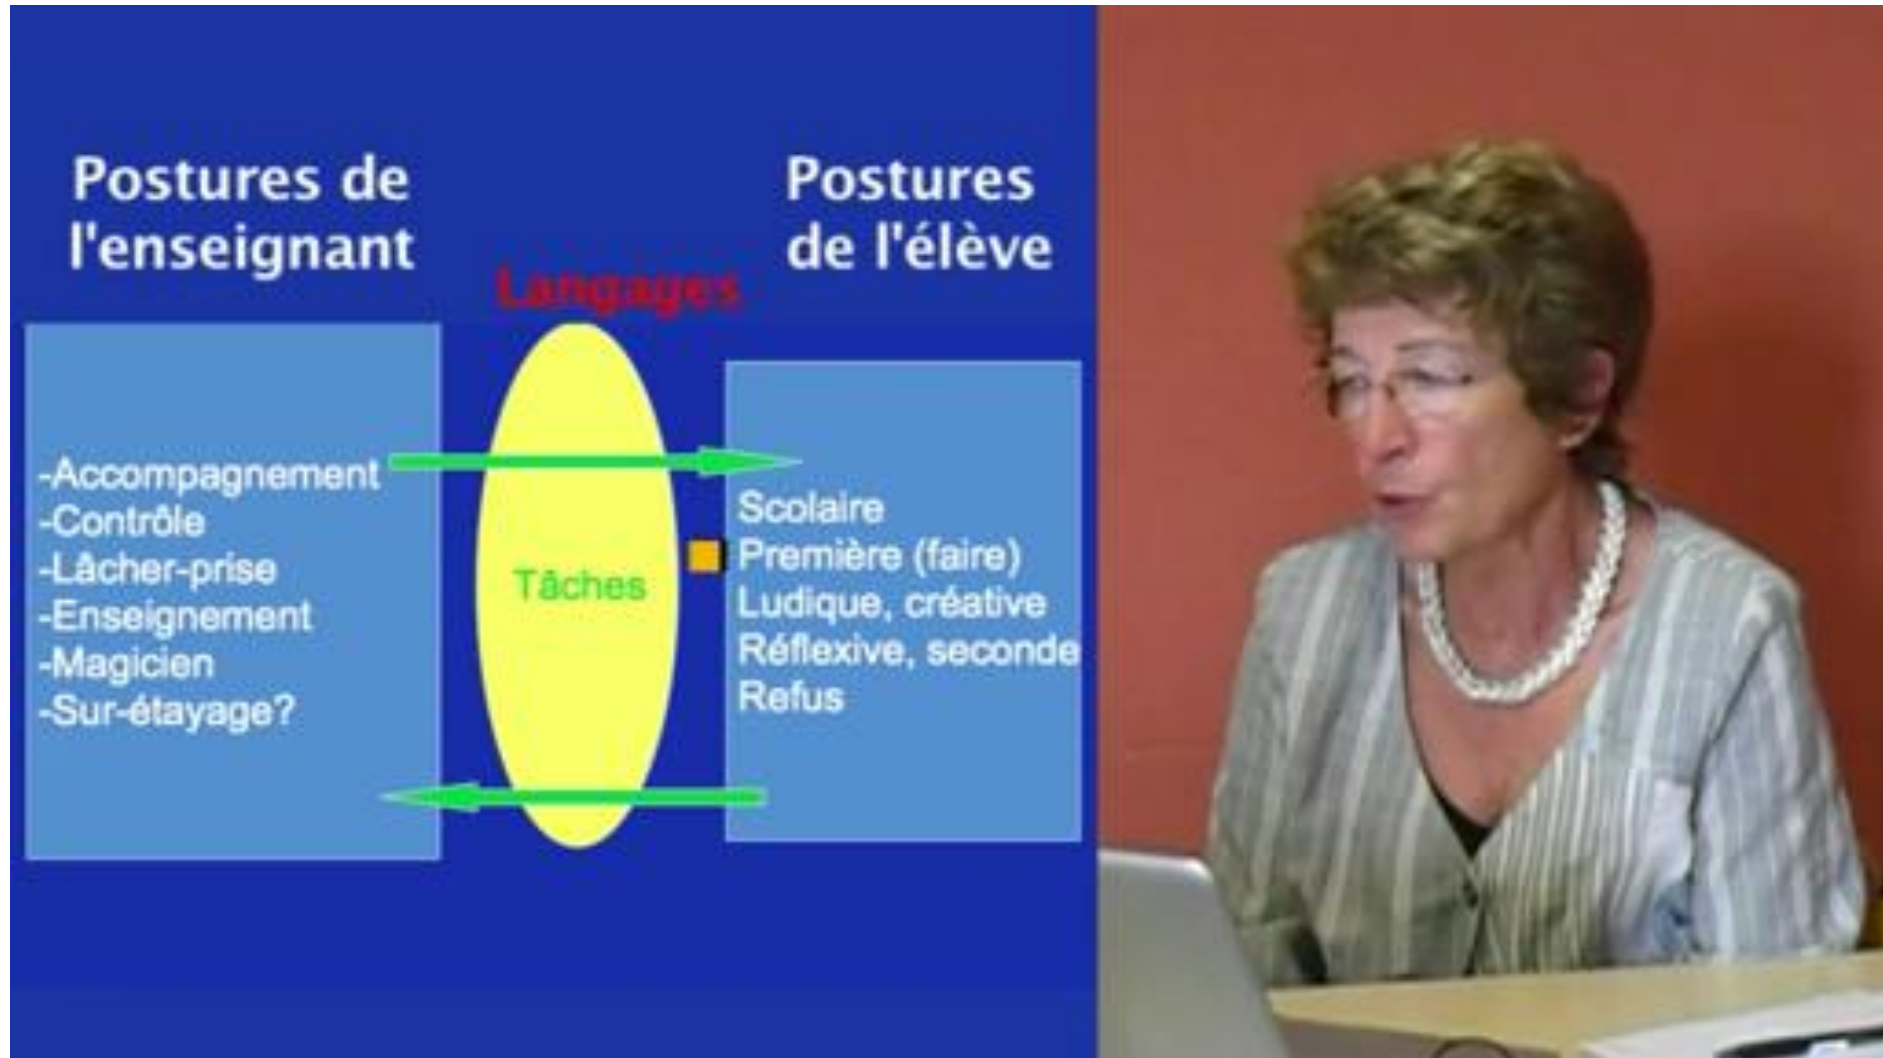 Postures de
l'enseignant
Postures
de l'élève
Langages
-Accompagnement
-Contrôle
-Lâcher-prise
-Enseignement
-Magicien
-Sur-étayage?
Tâches
Scolaire
Première (faire)
Ludique, créative
Réflexive, seconde
Refus